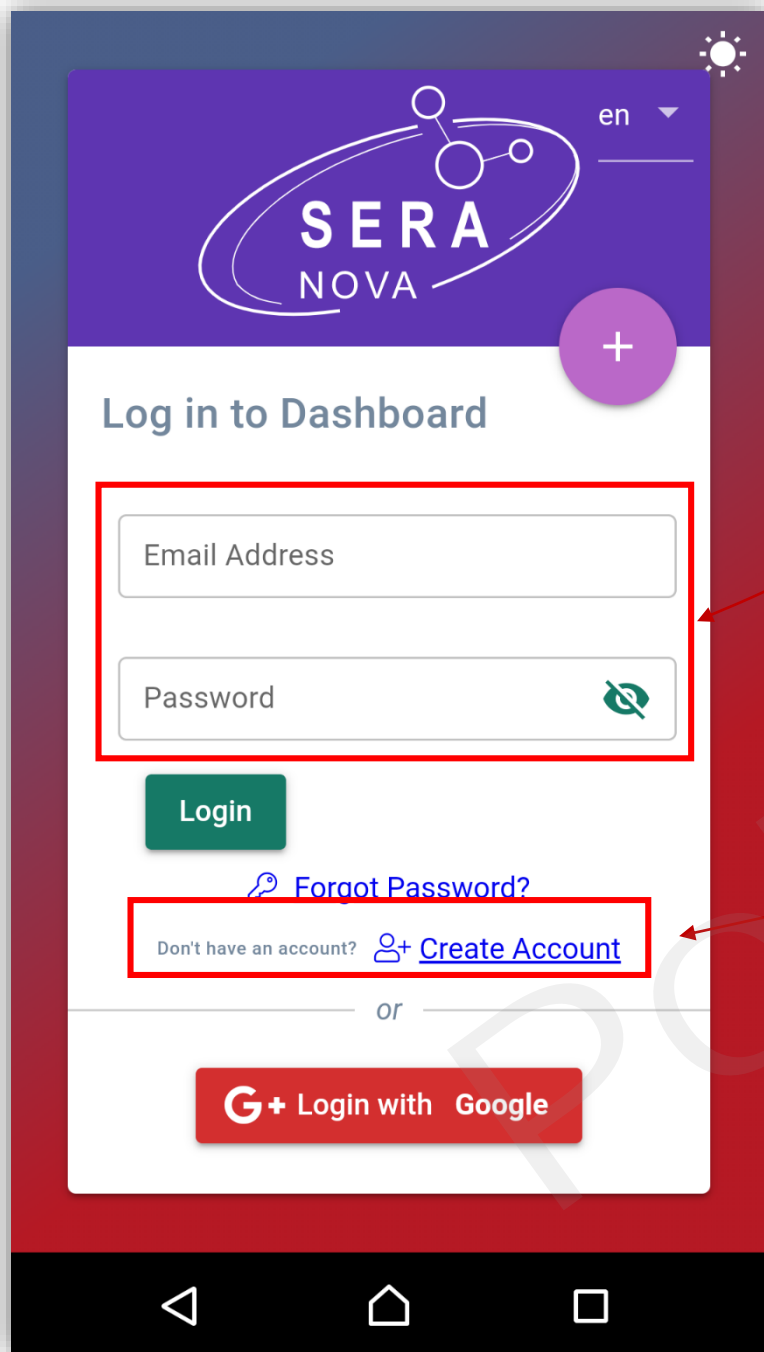 en
SERA
NOVA
+
Log in to Dashboard
Email Address
Password
Login
Forgot Password?
Don't have an account? Create Account
or
G+ Login with Google